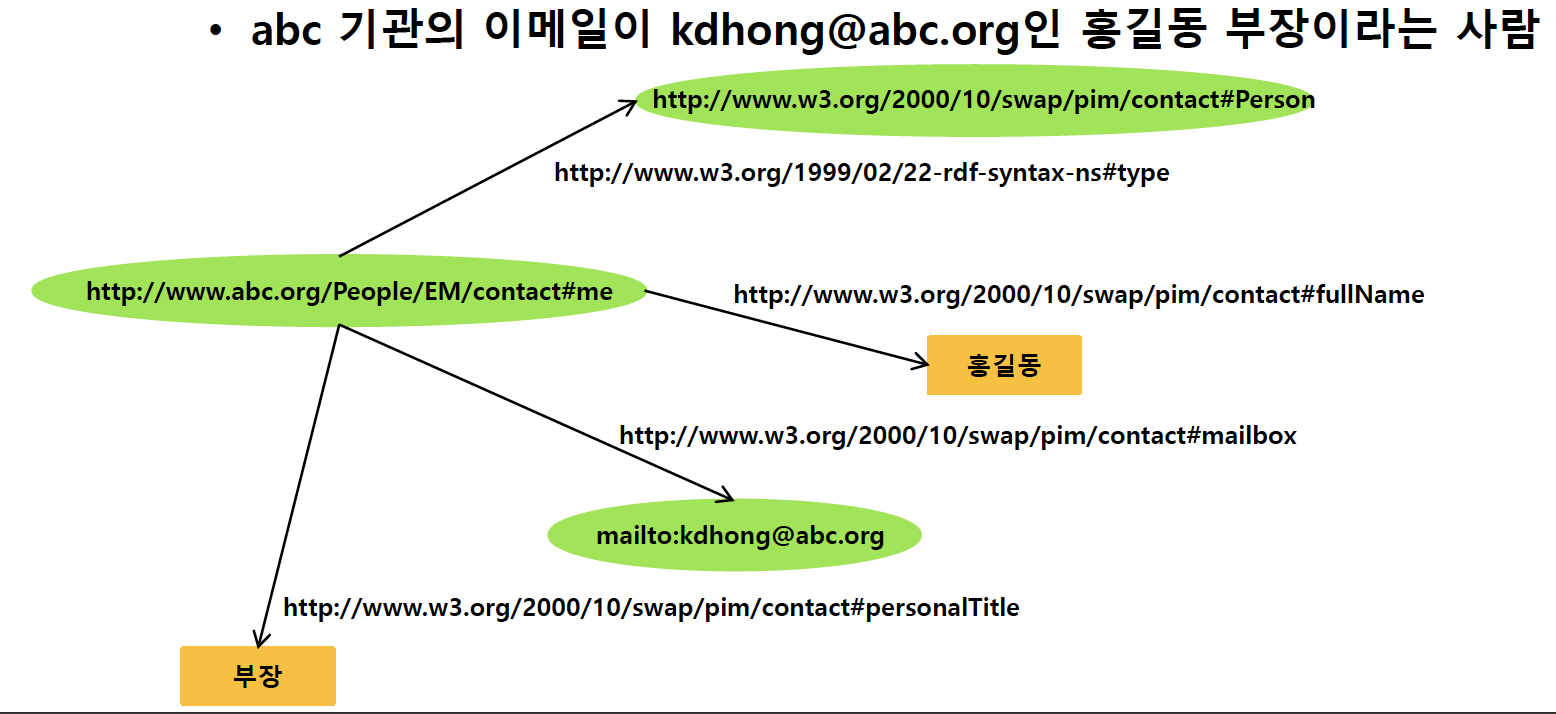 • abc 기관의 이메일이 kdhong@abc.org인 홍길동 부장이라는 사람
http://www.w3.org/2000/10/swap/pim/contact#Person
http://www.w3.org/1999/02/22-rdf-syntax-ns#type
http://www.abc.org/People/EM/contact#me
http://www.w3.org/2000/10/swap/pim/contact#fullName
홍길동
http://www.w3.org/2000/10/swap/pim/contact#mailbox
mailto:kdhong@abc.org
http://www.w3.org/2000/10/swap/pim/contact#personalTitle
부장